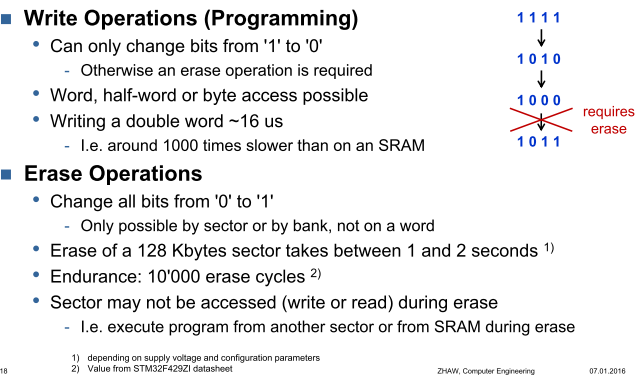 Write Operations (Programming)
Can only change bits from '1' to '0'
- Otherwise an erase operation is required
Word, half-word or byte access possible
Writing a double word ~16 us
- I.e. around 1000 times slower than on an SRAM
1 1 1 1
1 0 1 0
1 0 0 0
requires
erase
1 0 1 1
Erase Operations
Change all bits from '0' to '1'
- Only possible by sector or by bank, not on a word
Erase of a 128 Kbytes sector takes between 1 and 2 seconds 1)
Endurance: 10'000 erase cycles 2)
Sector may not be accessed (write or read) during erase
- I.e. execute program from another sector or from SRAM during erase
1) depending on supply voltage and configuration parameters
2) Value from STM32F429ZI datasheet
18
ZHAW, Computer Engineering
07.01.2016